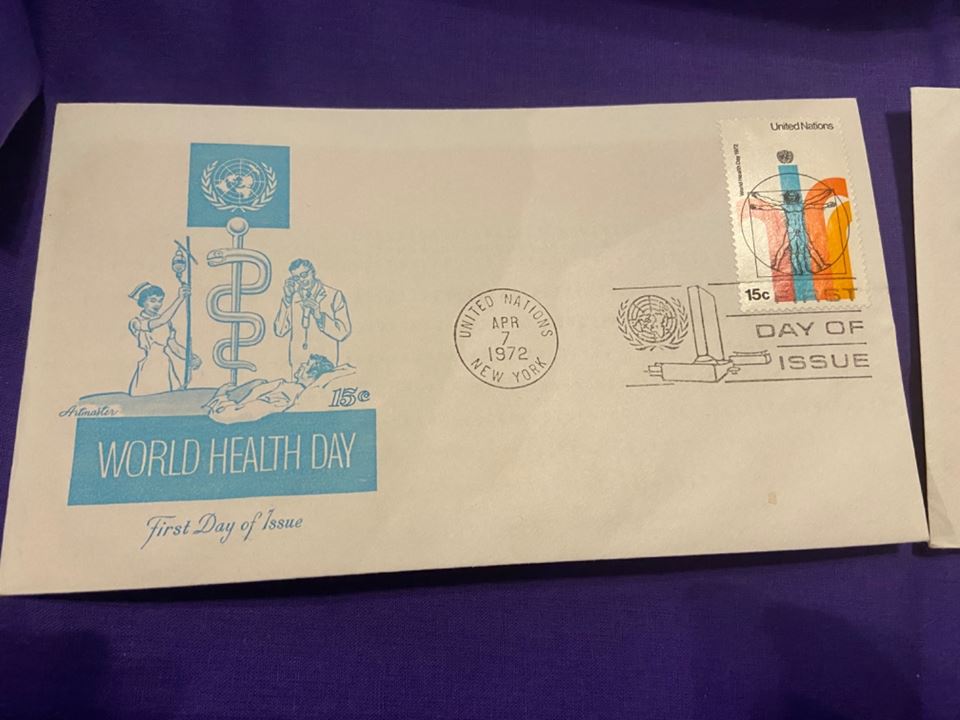 United Nations
World Health Day 1972
15c
UNITED NATIONS
APR
7
1972
NEW YORK
FIRST
DAY OF
ISSUE
Artmaster
15c
WORLD HEALTH DAY
First Day of Issue